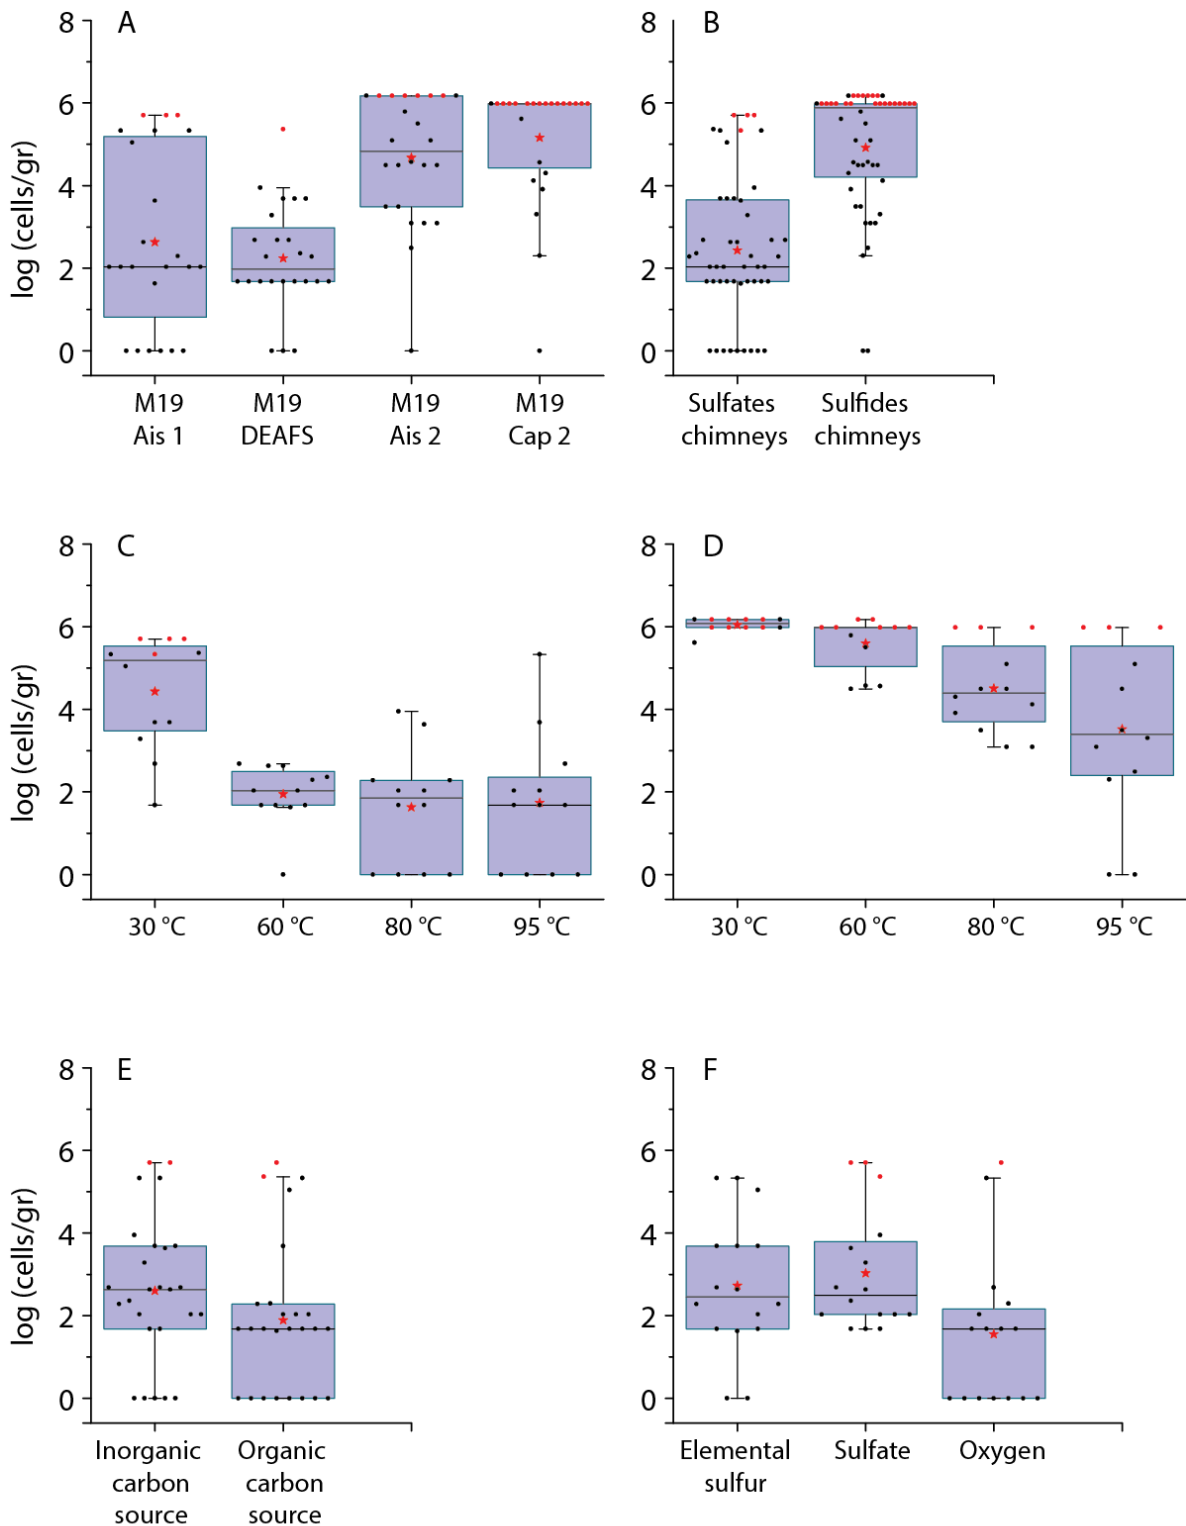 A
B
log (cells/gr)
8
6
4
2
0
8
6
4
2
0
M19
Ais 1
M19
DEAFS
M19
Ais 2
M19
Cap 2
Sulfates
chimneys
Sulfides
chimneys
C
D
log (cells/gr)
8
6
4
2
0
8
6
4
2
0
30 °C
60 °C
80 °C
95 °C
30 °C
60 °C
80 °C
95 °C
E
F
log (cells/gr)
8
6
4
2
0
8
6
4
2
0
Inorganic
carbon
source
Organic
carbon
source
Elemental
sulfur
Sulfate
Oxygen